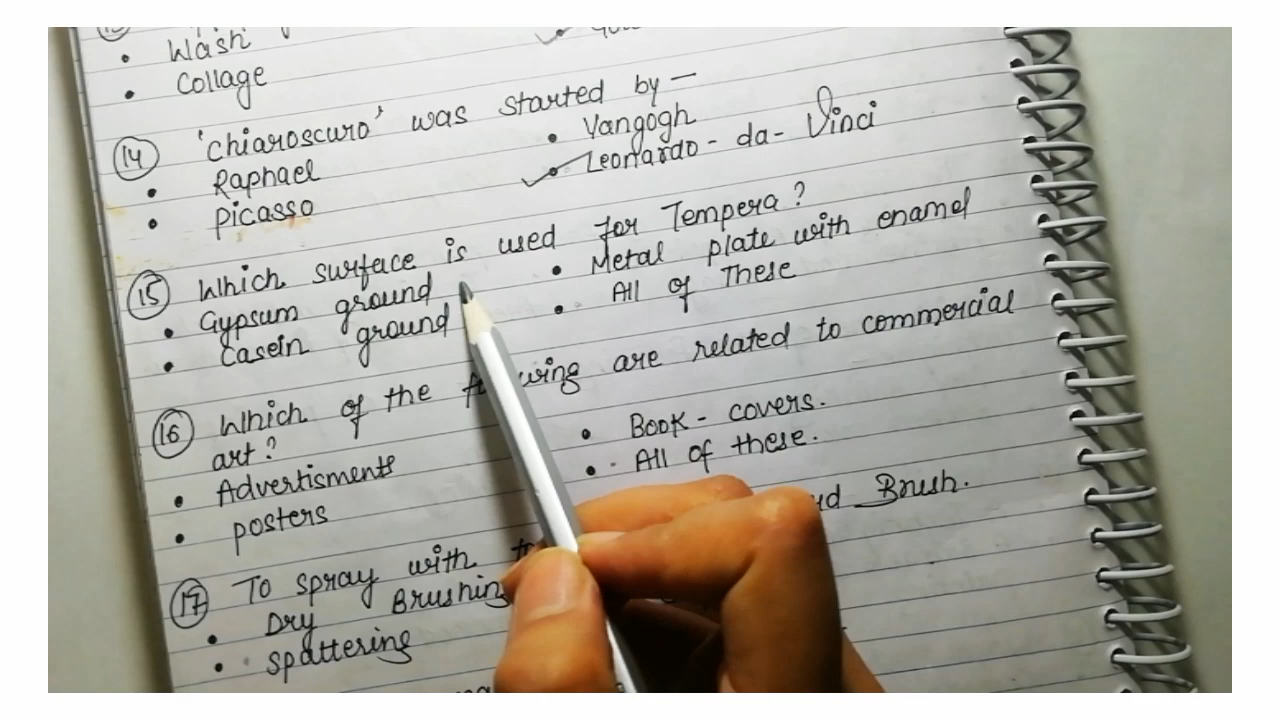 Wash
Collage
14 'Chiaroscuro' was started by —
Raphael
Vangogh
Picasso
Leonardo - da - Vinci
15 Which surface is used for Tempera?
Gypsum ground
Metal plate with enamel
Casein ground
All of These
16 Which of the are related to commercial
art?
Advertisments
Book - covers.
posters
All of these.
17 To spray with Brush.
Dry Brushing
spattering